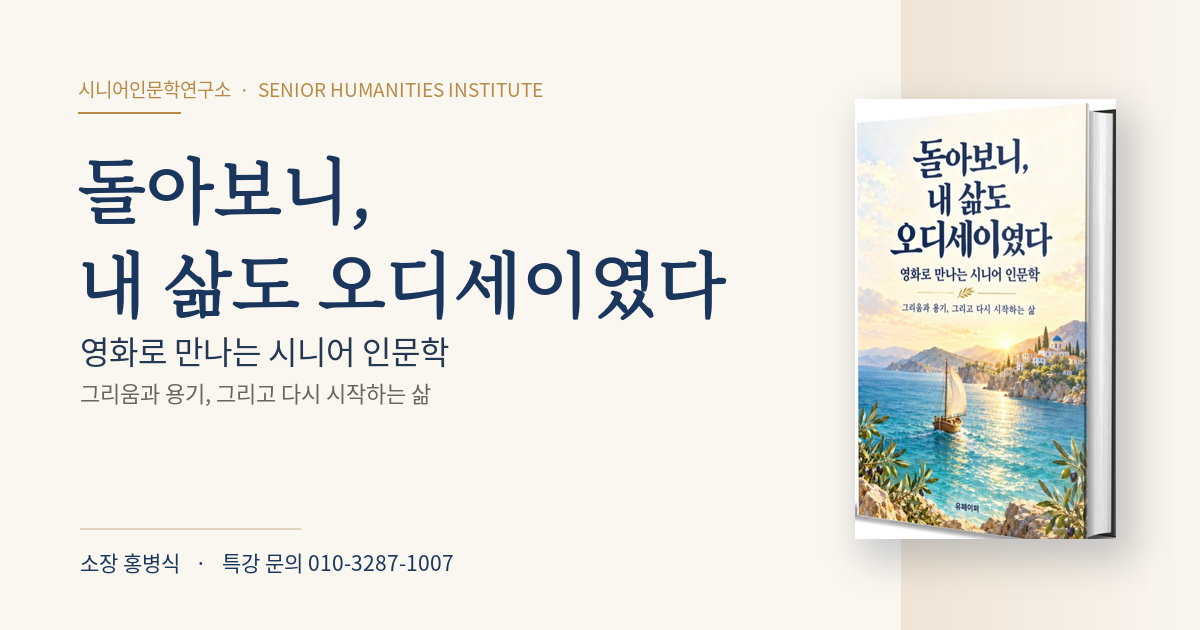 시니어인문학연구소 · SENIOR HUMANITIES INSTITUTE
돌아보니,
내 삶도 오디세이였다
영화로 만나는 시니어 인문학
그리움과 용기, 그리고 다시 시작하는 삶
소장 홍병식 · 특강 문의 010-3287-1007
돌아보니,
내 삶도
오디세이였다
영화로 만나는 시니어 인문학
그리움과 용기, 그리고 다시 시작하는 삶
유페이퍼